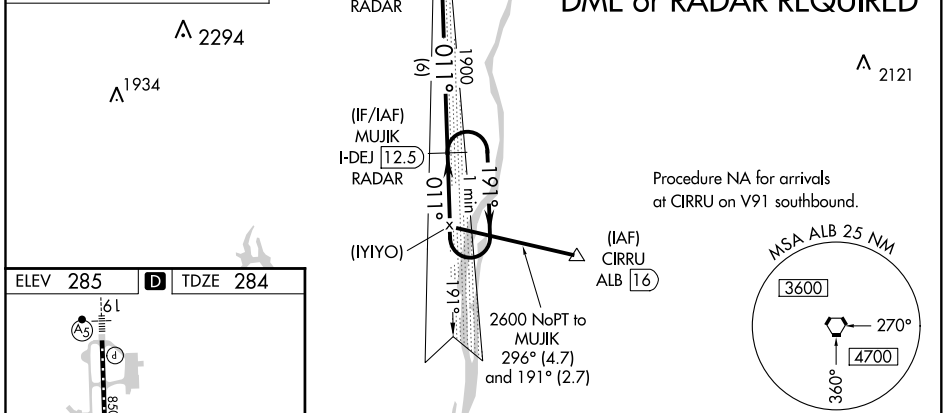 RADAR
DME or RADAR REQUIRED
2294
1934
2121
011°
(6)
1900
(IF/IAF)
MUJIK
I-DEJ 12.5
RADAR
011°
1 min
191°
Procedure NA for arrivals
at CIRRU on V91 southbound.
(IYIYO)
(IAF)
CIRRU
ALB 16
191°
2600 NoPT to
MUJIK
296° (4.7)
and 191° (2.7)
MSA ALB 25 NM
3600
270°
4700
360°
ELEV 285 D TDZE 284
19
A5
P
850